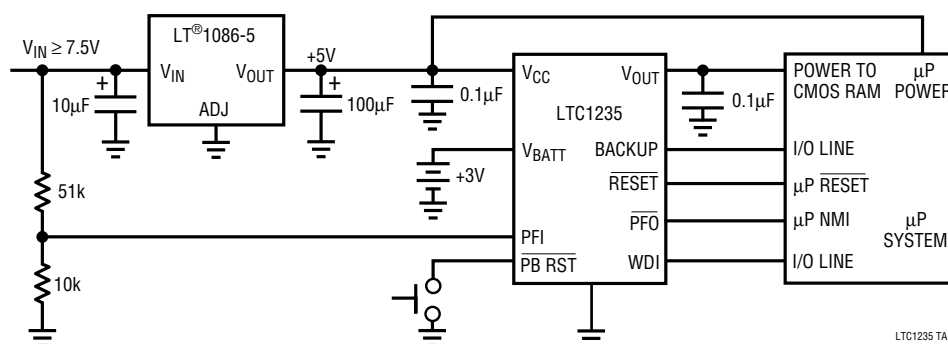 LT®1086-5
V_IN ≥ 7.5V
+5V
V_IN V_OUT
ADJ
+
10μF
+
100μF
0.1μF
V_CC V_OUT
LTC1235
V_BATT BACKUP
RESET
PFI PFO
PB RST WDI
+3V
0.1μF
51k
10k
POWER TO
CMOS RAM
μP
POWER
I/O LINE
μP RESET
μP NMI
μP
SYSTEM
I/O LINE
LTC1235 TA